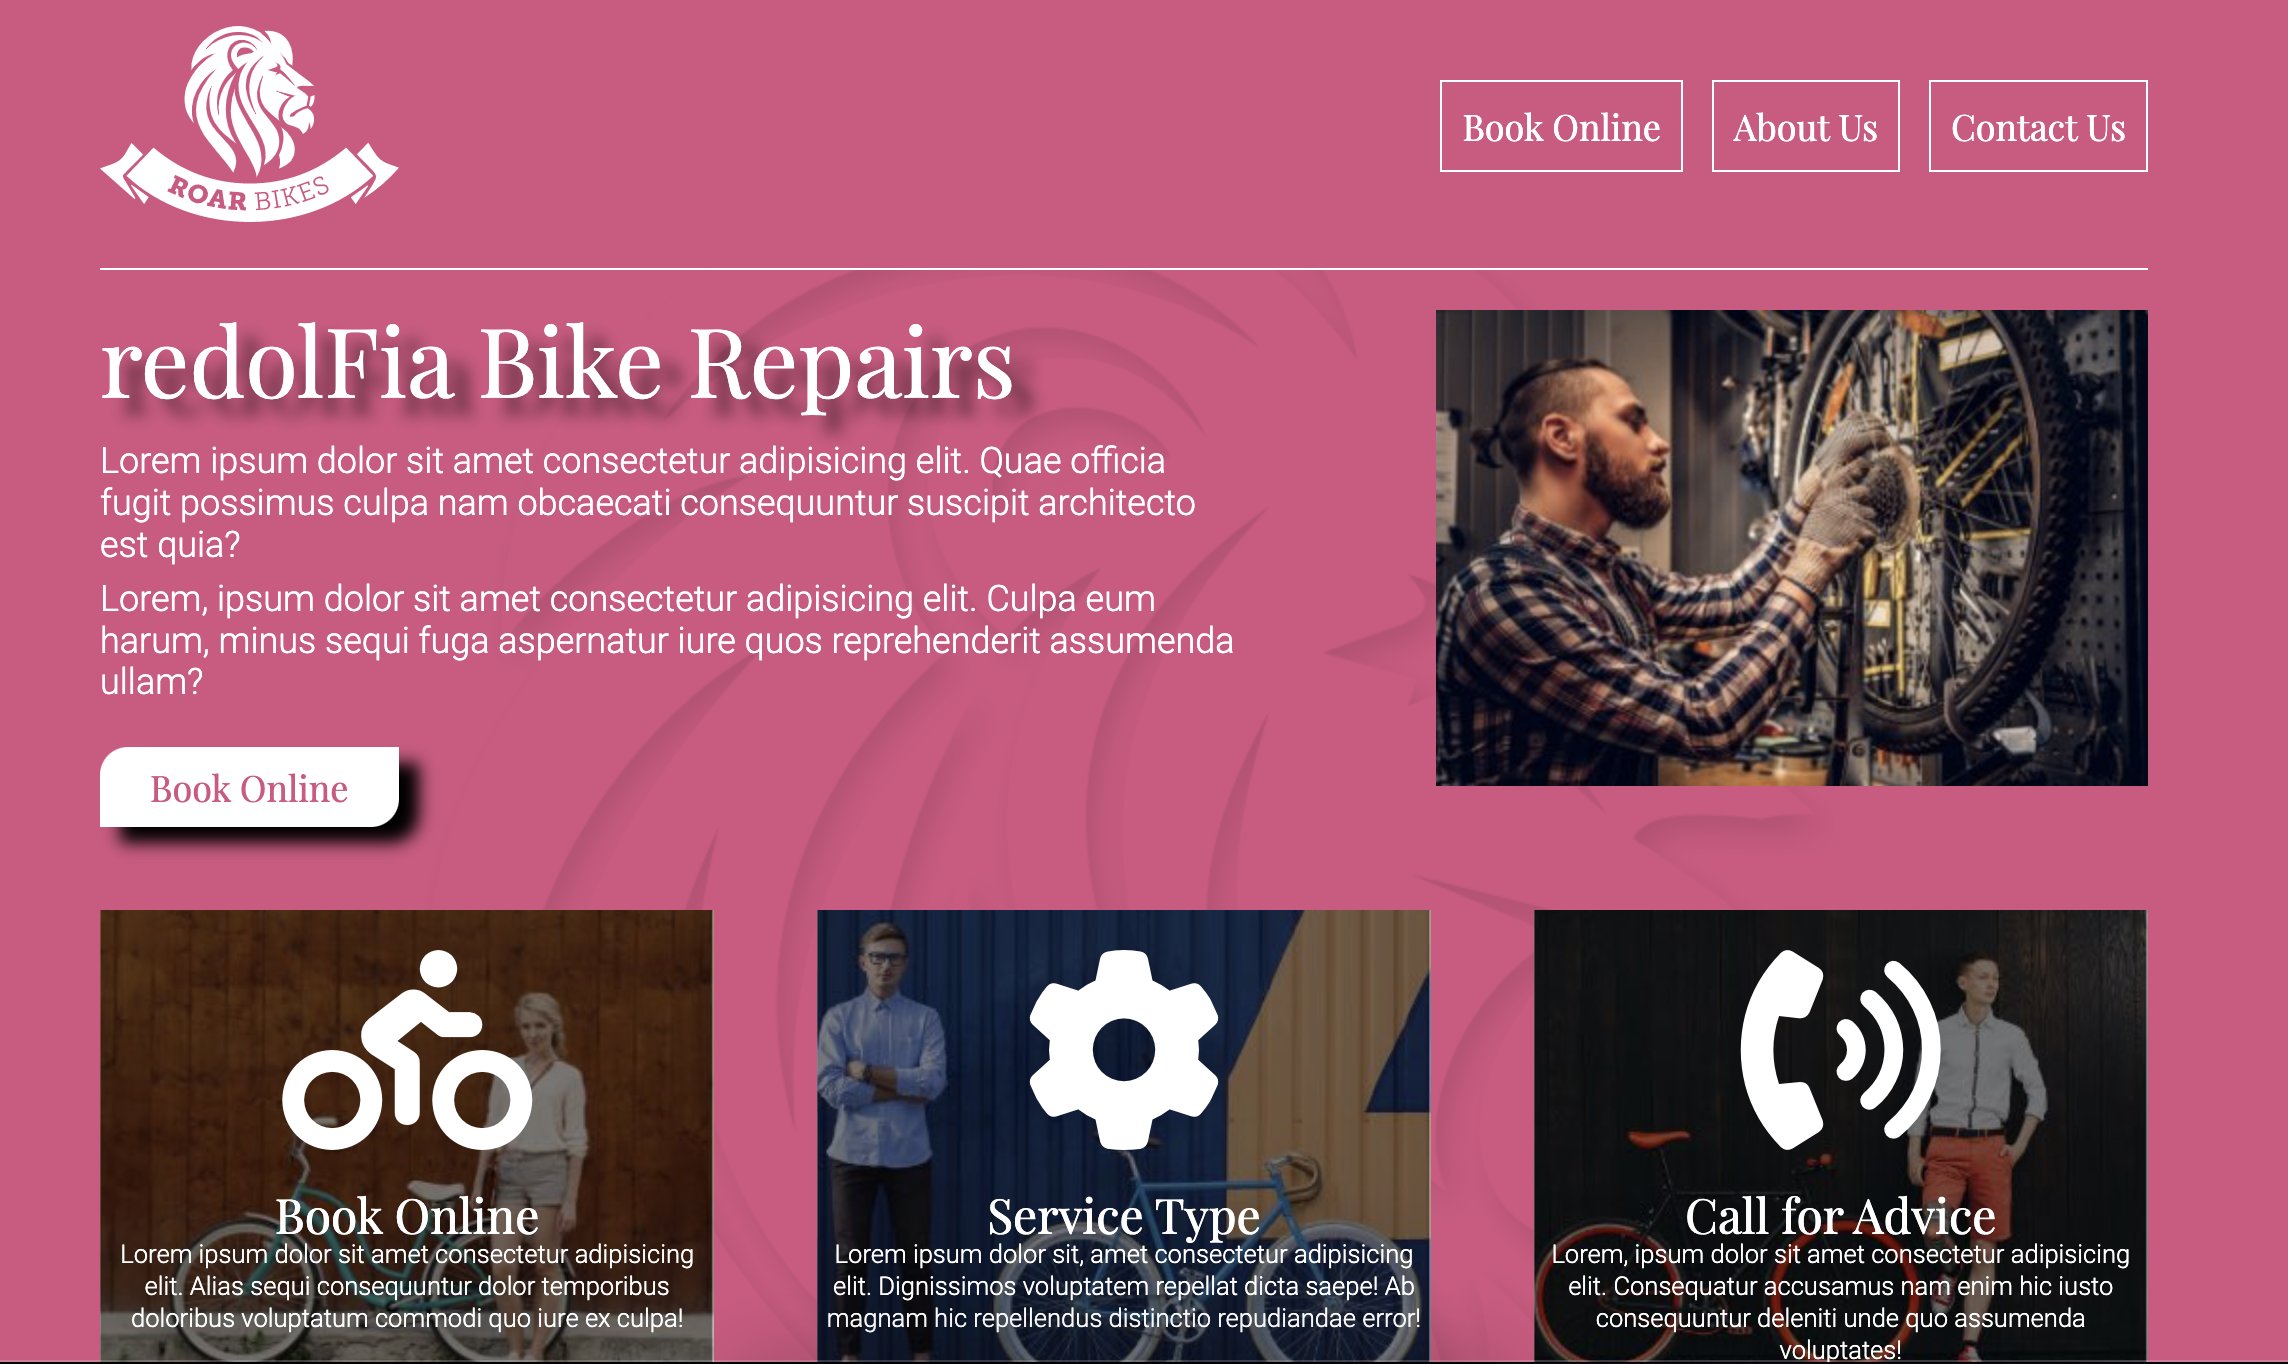 ROAR BIKES
Book Online
About Us
Contact Us
redolFia Bike Repairs
Lorem ipsum dolor sit amet consectetur adipisicing elit. Quae officia
fugit possimus culpa nam obcaecati consequuntur suscipit architecto
est quia?
Lorem, ipsum dolor sit amet consectetur adipisicing elit. Culpa eum
harum, minus sequi fuga aspernatur iure quos reprehenderit assumenda
ullam?
Book Online
Book Online
Lorem ipsum dolor sit amet consectetur adipisicing
elit. Alias sequi consequuntur dolor temporibus
doloribus voluptatum commodi quo iure ex culpa!
Service Type
Lorem ipsum dolor sit, amet consectetur adipisicing
elit. Dignissimos voluptatem repellat dicta saepe! Ab
magnam hic repellendus distinctio repudiandae error!
Call for Advice
Lorem, ipsum dolor sit amet consectetur adipisicing
elit. Consequatur accusamus nam enim hic iusto
consequuntur deleniti unde quo assumenda
voluptates!